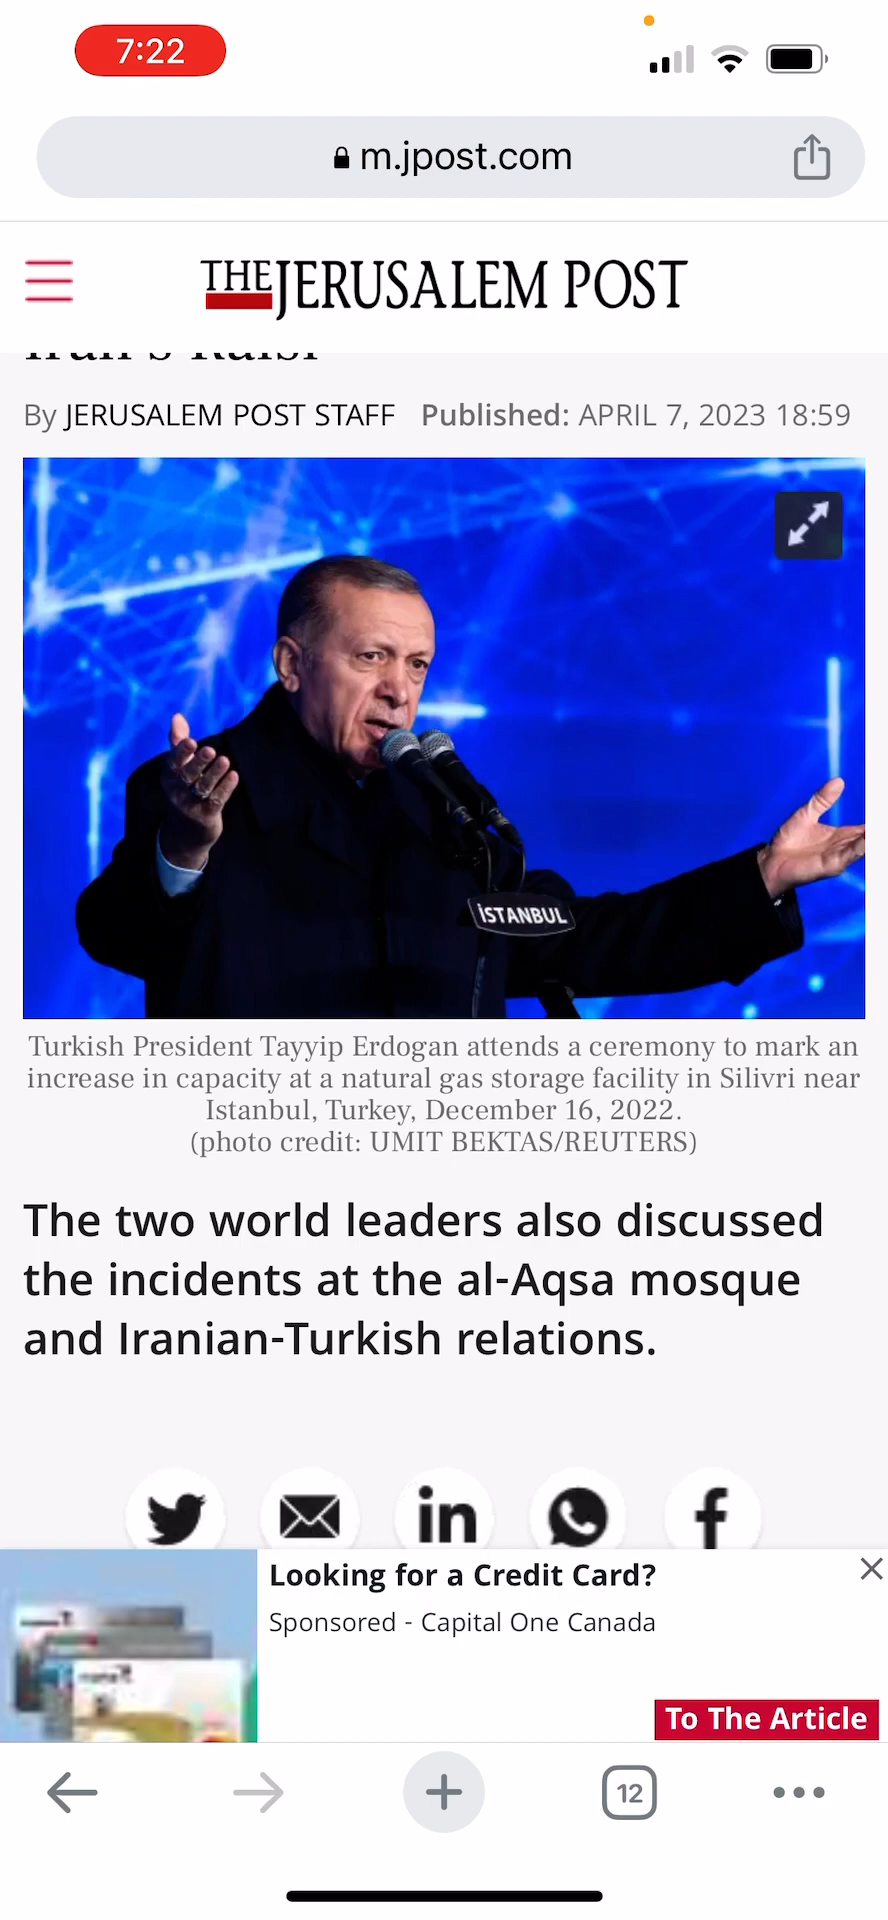 7:22
m.jpost.com
THE JERUSALEM POST
Iran's Raisi
By JERUSALEM POST STAFF Published: APRIL 7, 2023 18:59
İSTANBUL
Turkish President Tayyip Erdogan attends a ceremony to mark an
increase in capacity at a natural gas storage facility in Silivri near
Istanbul, Turkey, December 16, 2022.
(photo credit: UMIT BEKTAS/REUTERS)
The two world leaders also discussed
the incidents at the al-Aqsa mosque
and Iranian-Turkish relations.
Looking for a Credit Card?
Sponsored - Capital One Canada
To The Article
12